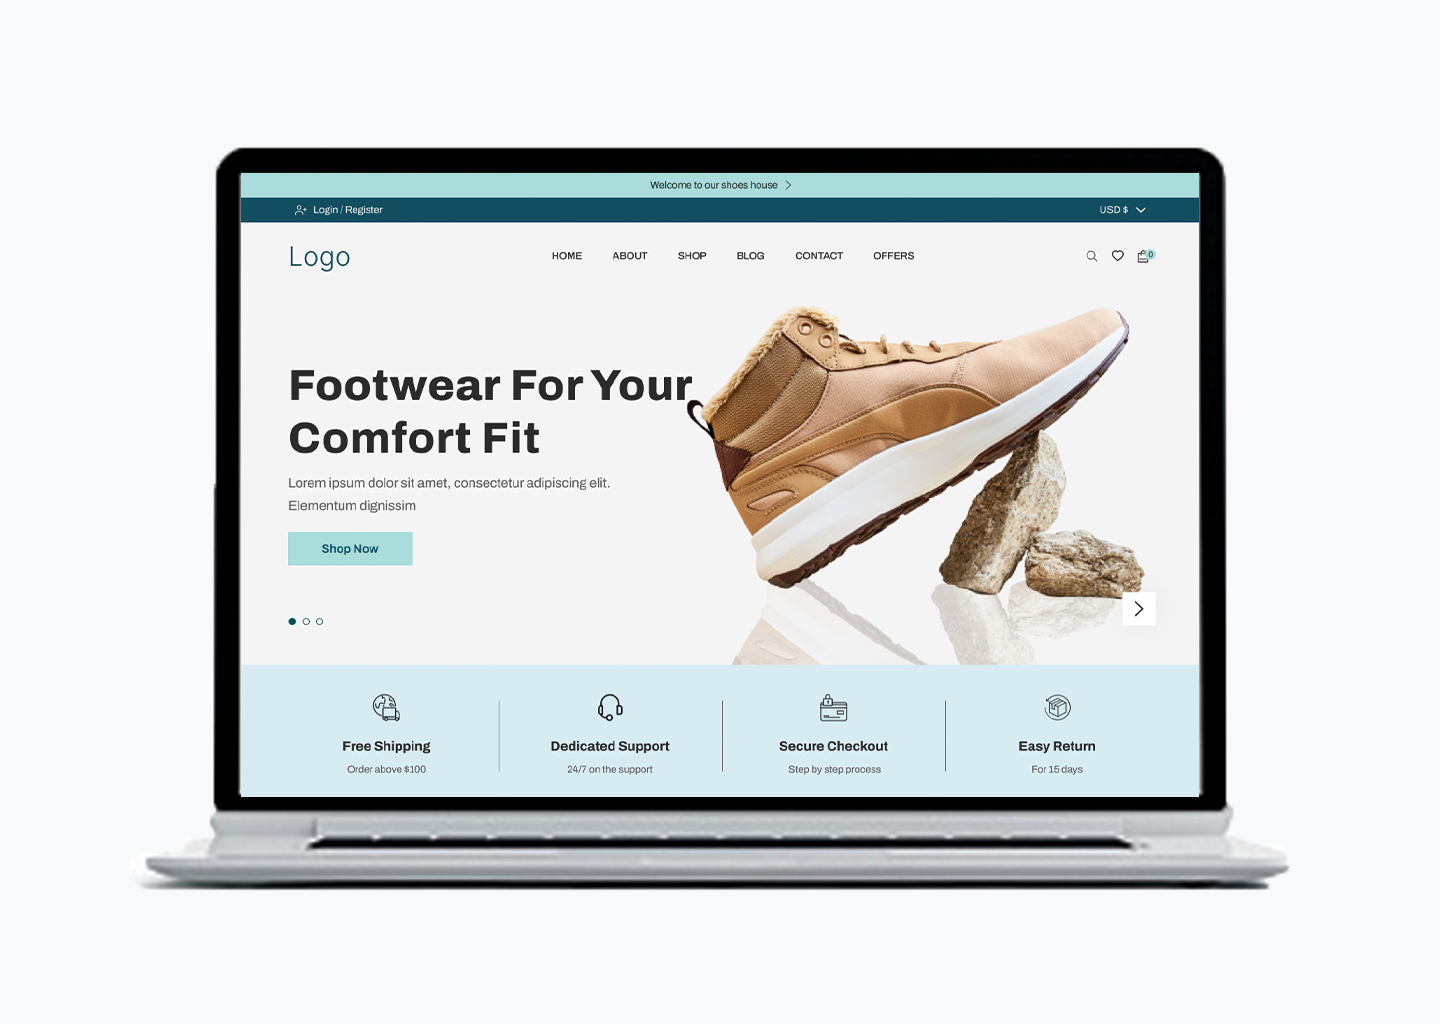 Welcome to our shoes house
Login / Register
USD $
Logo
HOME
ABOUT
SHOP
BLOG
CONTACT
OFFERS
0
Footwear For Your
Comfort Fit
Lorem ipsum dolor sit amet, consectetur adipiscing elit.
Elementum dignissim
Shop Now
Free Shipping
Order above $100
Dedicated Support
24/7 on the support
Secure Checkout
Step by step process
Easy Return
For 15 days